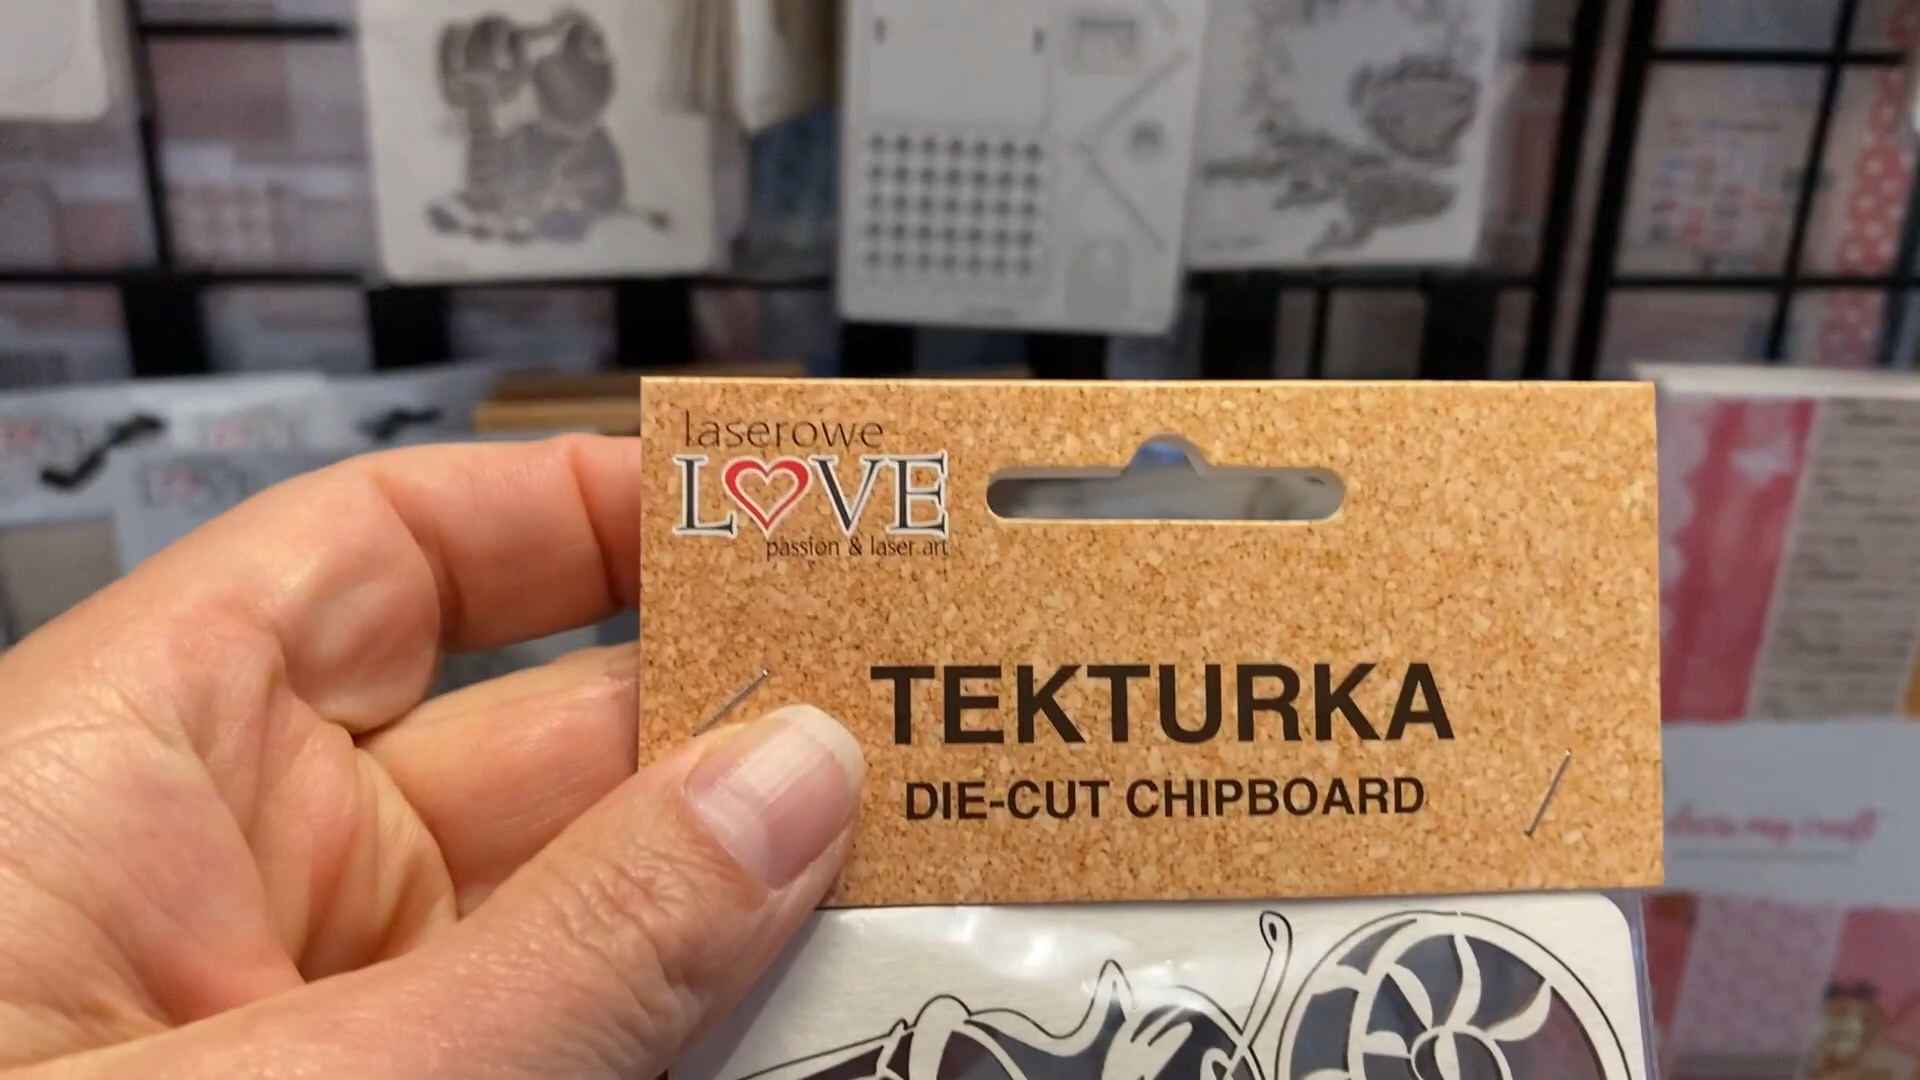 laserowe
LOVE
passion & laser art
TEKTURKA
DIE-CUT CHIPBOARD